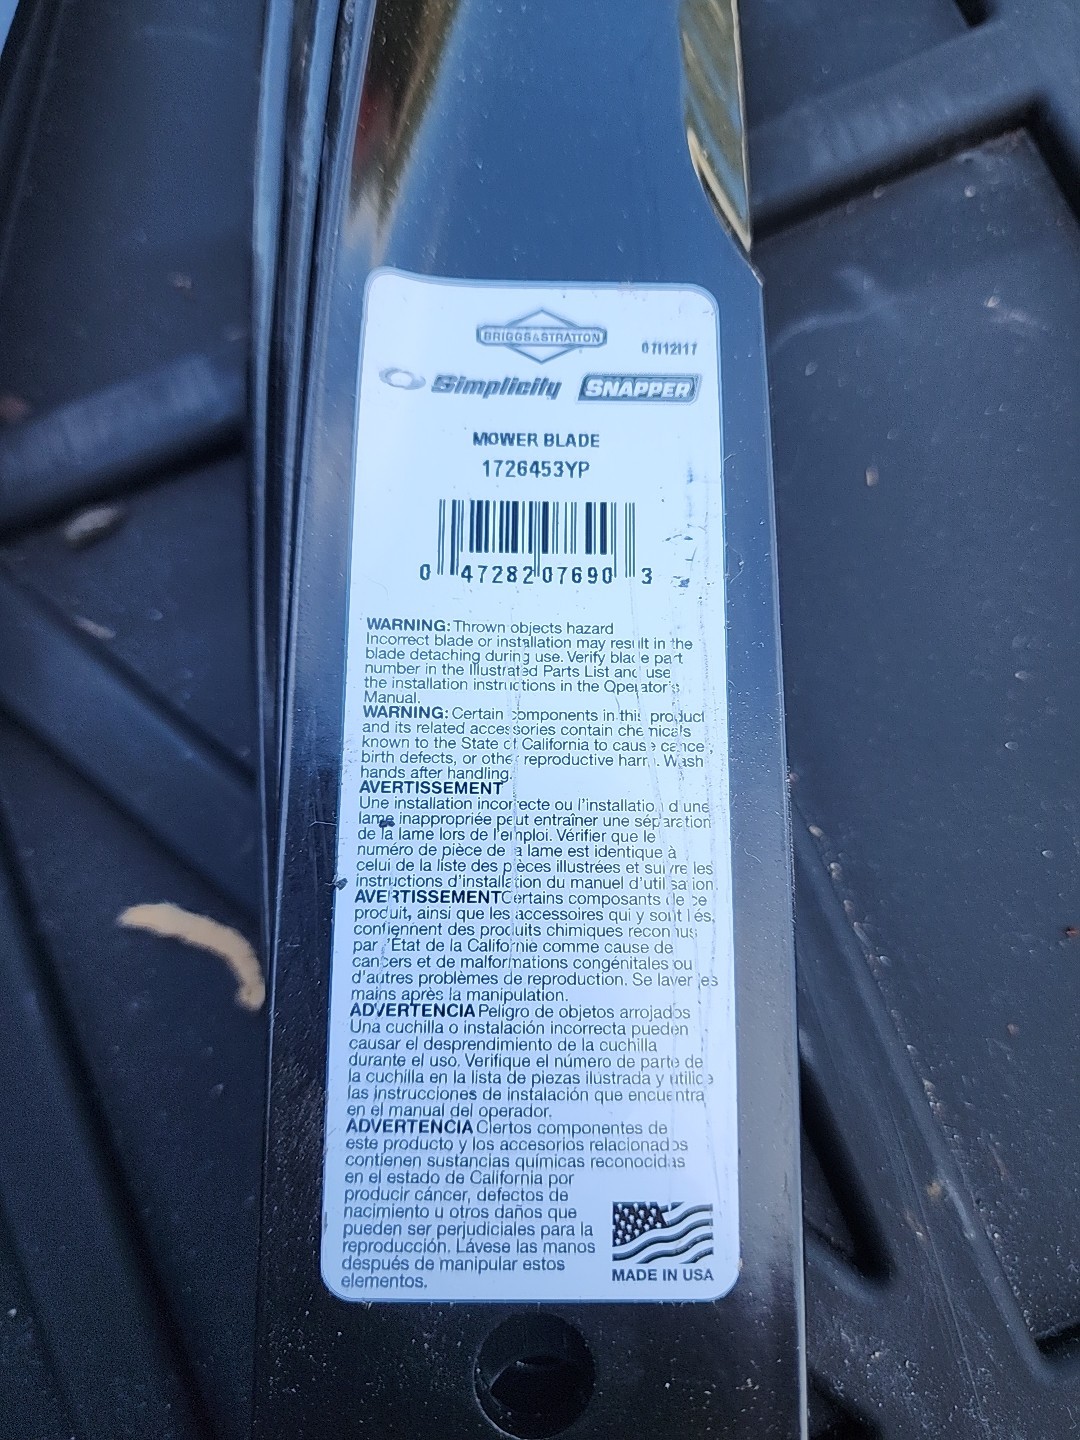 BRIGGS&STRATTON
07I12I17
Simplicity SNAPPER
MOWER BLADE
1726453YP
0 47282 07690 3
WARNING: Thrown objects hazard
Incorrect blade or installation may result in the
blade detaching during use. Verify blade part
number in the Illustrated Parts List and use
the installation instructions in the Operator's
Manual.
WARNING: Certain components in this product
and its related accessories contain chemicals
known to the State of California to cause cancer,
birth defects, or other reproductive harm. Wash
hands after handling.
AVERTISSEMENT
Une installation incorrecte ou l'installation d'une
lame inappropriée peut entraîner une séparation
de la lame lors de l'emploi. Vérifier que le
numéro de pièce de la lame est identique à
celui de la liste des pièces illustrées et suivre les
instructions d'installation du manuel d'utilisation.
AVERTISSEMENT Certains composants de ce
produit, ainsi que les accessoires qui y sont liés,
contiennent des produits chimiques reconnus
par l'État de la Californie comme cause de
cancers et de malformations congénitales ou
d'autres problèmes de reproduction. Se laver les
mains après la manipulation.
ADVERTENCIA Peligro de objetos arrojados
Una cuchilla o instalación incorrecta pueden
causar el desprendimiento de la cuchilla
durante el uso. Verifique el número de parte de
la cuchilla en la lista de piezas ilustrada y utilice
las instrucciones de instalación que encuentra
en el manual del operador.
ADVERTENCIA Ciertos componentes de
este producto y los accesorios relacionados
contienen sustancias químicas reconocidas
en el estado de California por
producir cáncer, defectos de
nacimiento u otros daños que
pueden ser perjudiciales para la
reproducción. Lávese las manos
después de manipular estos
elementos.
MADE IN USA